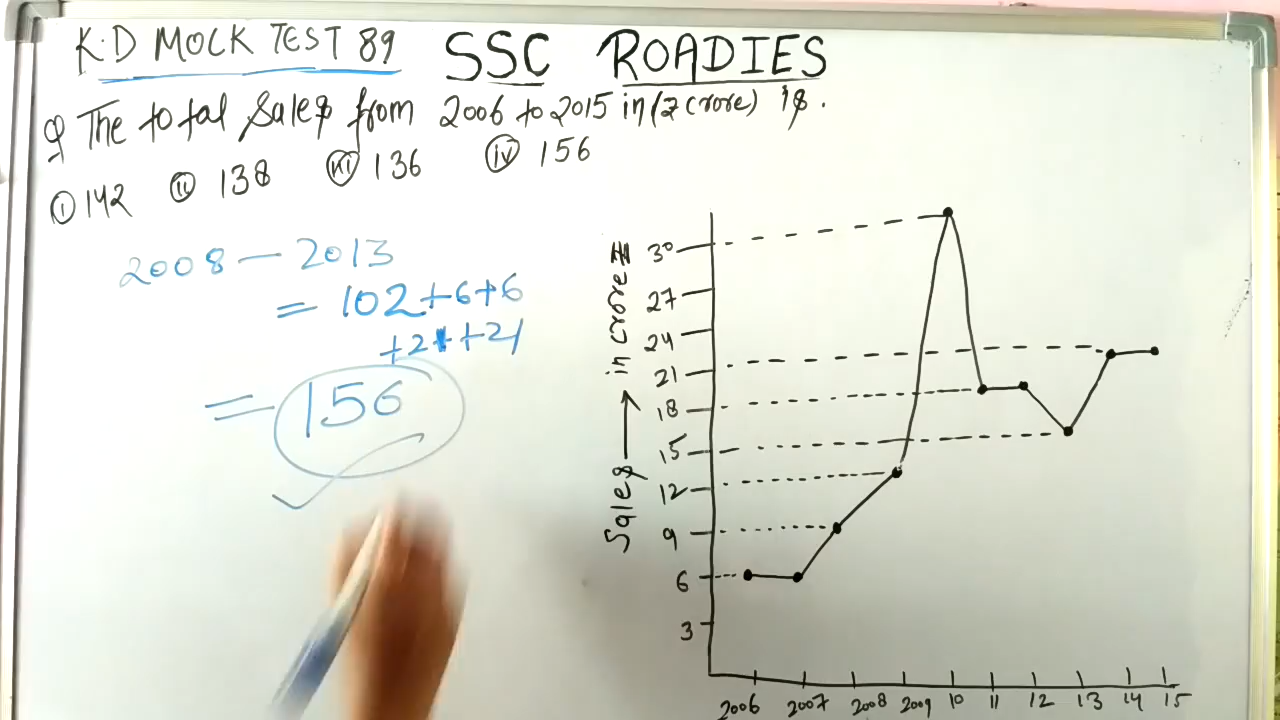 K.D MOCK TEST 89 SSC ROADIES
Q The total Sales from 2006 to 2015 in (₹ crore) is.
(i) 142 (ii) 138 (iii) 136 (iv) 156
2008 — 2013
= 102 + 6 + 6
+ 21 + 21
= 156
Sales → in crore ₹
30
27
24
21
18
15
12
9
6
3
2006 2007 2008 2009 10 11 12 13 14 15